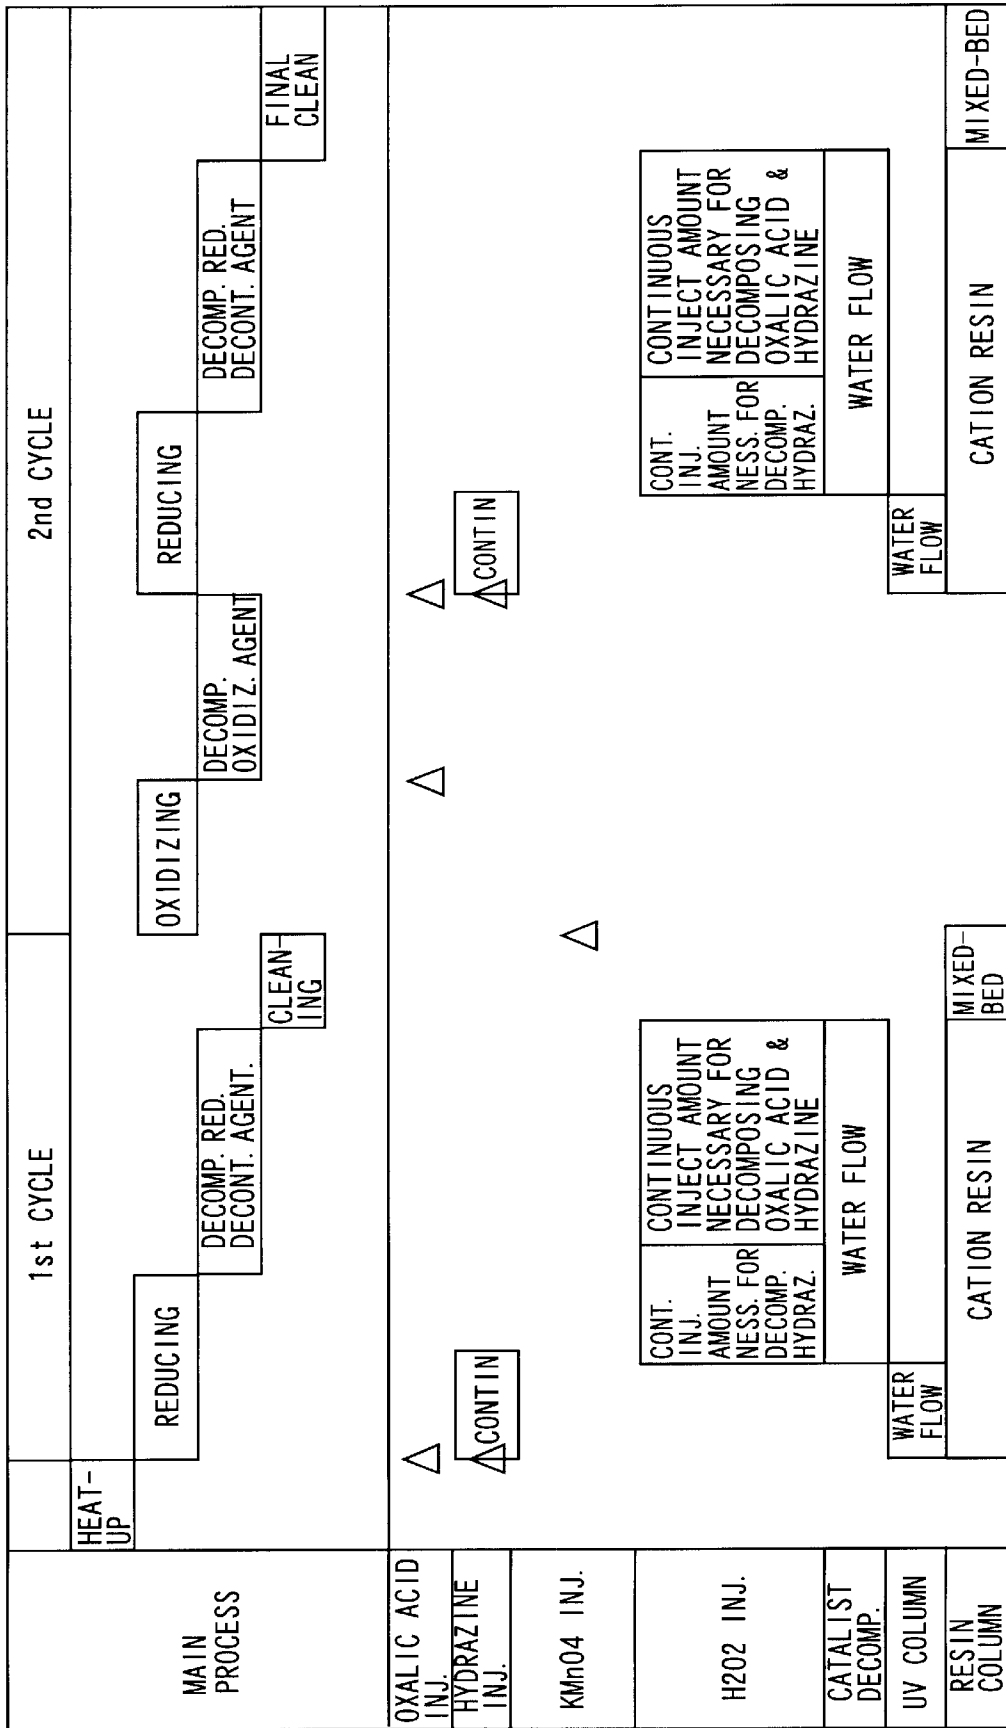 1st CYCLE
2nd CYCLE
MAIN
PROCESS
HEAT-
UP
REDUCING
DECOMP. RED.
DECONT. AGENT.
CLEAN-
ING
OXIDIZING
DECOMP.
OXIDIZ. AGENT
REDUCING
DECOMP. RED.
DECONT. AGENT
FINAL
CLEAN
OXALIC ACID
INJ.
HYDRAZINE
INJ.
CONTIN
CONTIN
KMnO4 INJ.
H2O2 INJ.
CONT.
INJ.
AMOUNT
NESS. FOR
DECOMP.
HYDRAZ.
CONTINUOUS
INJECT AMOUNT
NECESSARY FOR
DECOMPOSING
OXALIC ACID &
HYDRAZINE
CONT.
INJ.
AMOUNT
NESS. FOR
DECOMP.
HYDRAZ.
CONTINUOUS
INJECT AMOUNT
NECESSARY FOR
DECOMPOSING
OXALIC ACID &
HYDRAZINE
CATALIST
DECOMP.
WATER FLOW
WATER FLOW
UV COLUMN
WATER
FLOW
WATER
FLOW
RESIN
COLUMN
CATION RESIN
MIXED-
BED
CATION RESIN
MIXED-BED